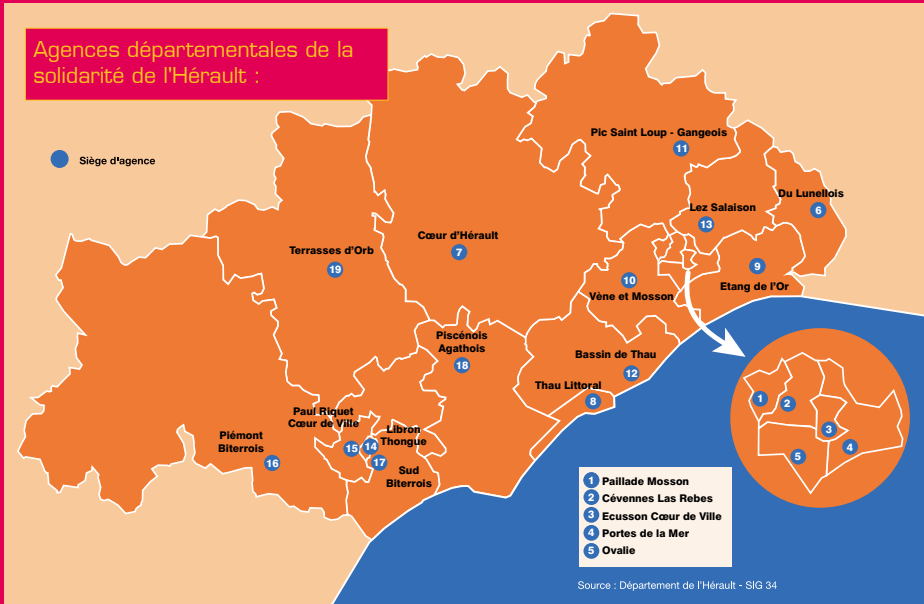 Agences départementales de la
solidarité de l'Hérault :
Siège d'agence
Pic Saint Loup - Gangeois
11
Du Lunellois
6
Lez Salaison
13
Cœur d'Hérault
7
Terrasses d'Orb
19
9
Etang de l'Or
10
Vène et Mosson
Piscénois
Agathois
18
Bassin de Thau
12
Thau Littoral
8
Paul Riquet
Cœur de Ville
15
14
Libron
Thongue
17
Sud
Biterrois
Piémont
Biterrois
16
1
2
3
4
5
1 Paillade Mosson
2 Cévennes Las Rebes
3 Ecusson Cœur de Ville
4 Portes de la Mer
5 Ovalie
Source : Département de l'Hérault - SIG 34